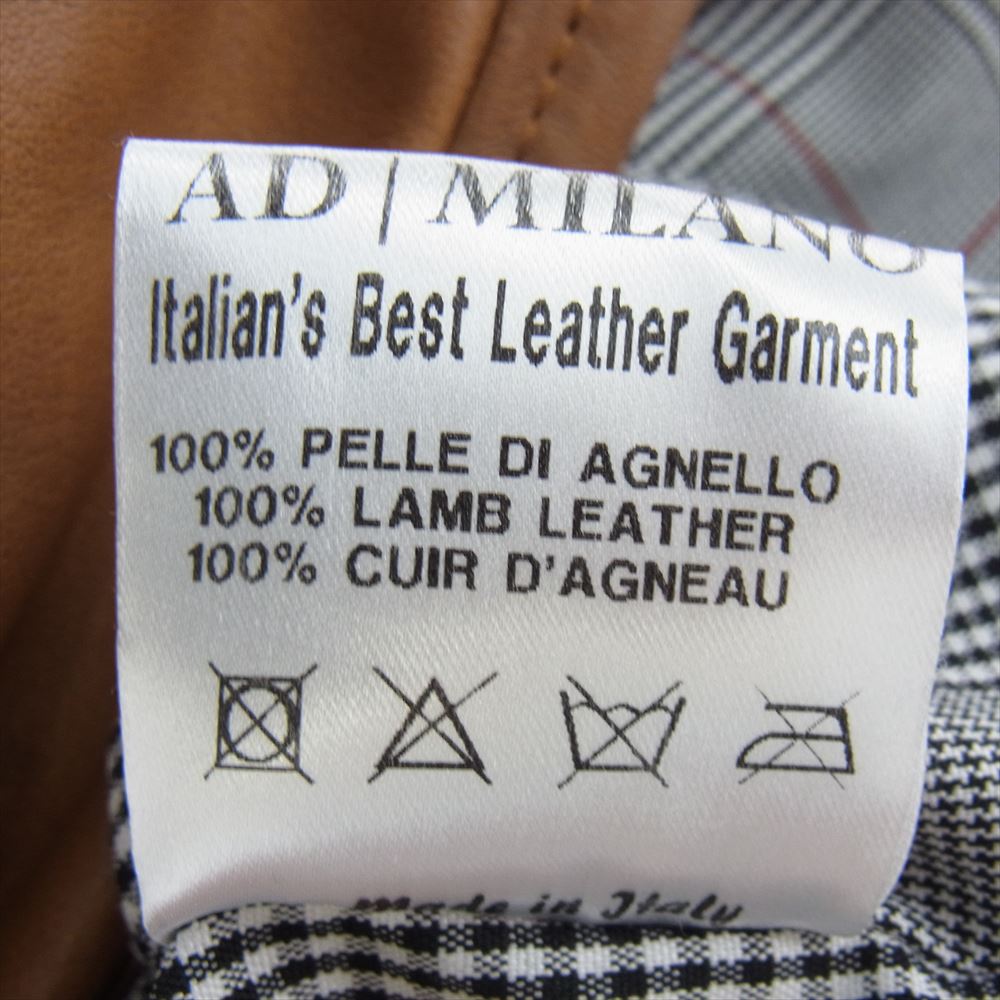 AD | MILANO
Italian's Best Leather Garment
100% PELLE DI AGNELLO
100% LAMB LEATHER
100% CUIR D'AGNEAU
made in Italy